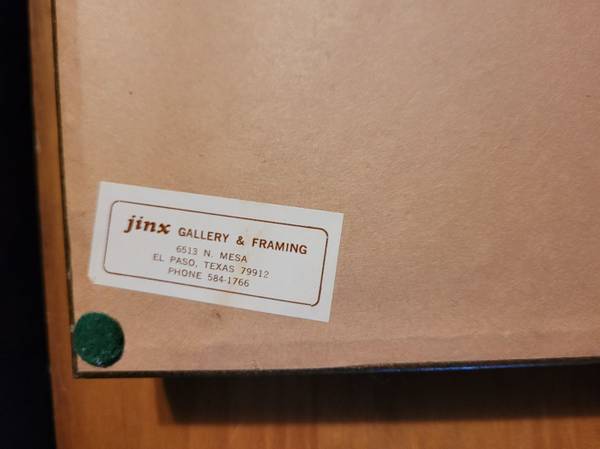 jinx GALLERY & FRAMING
6513 N. MESA
EL PASO, TEXAS 79912
PHONE 584-1766